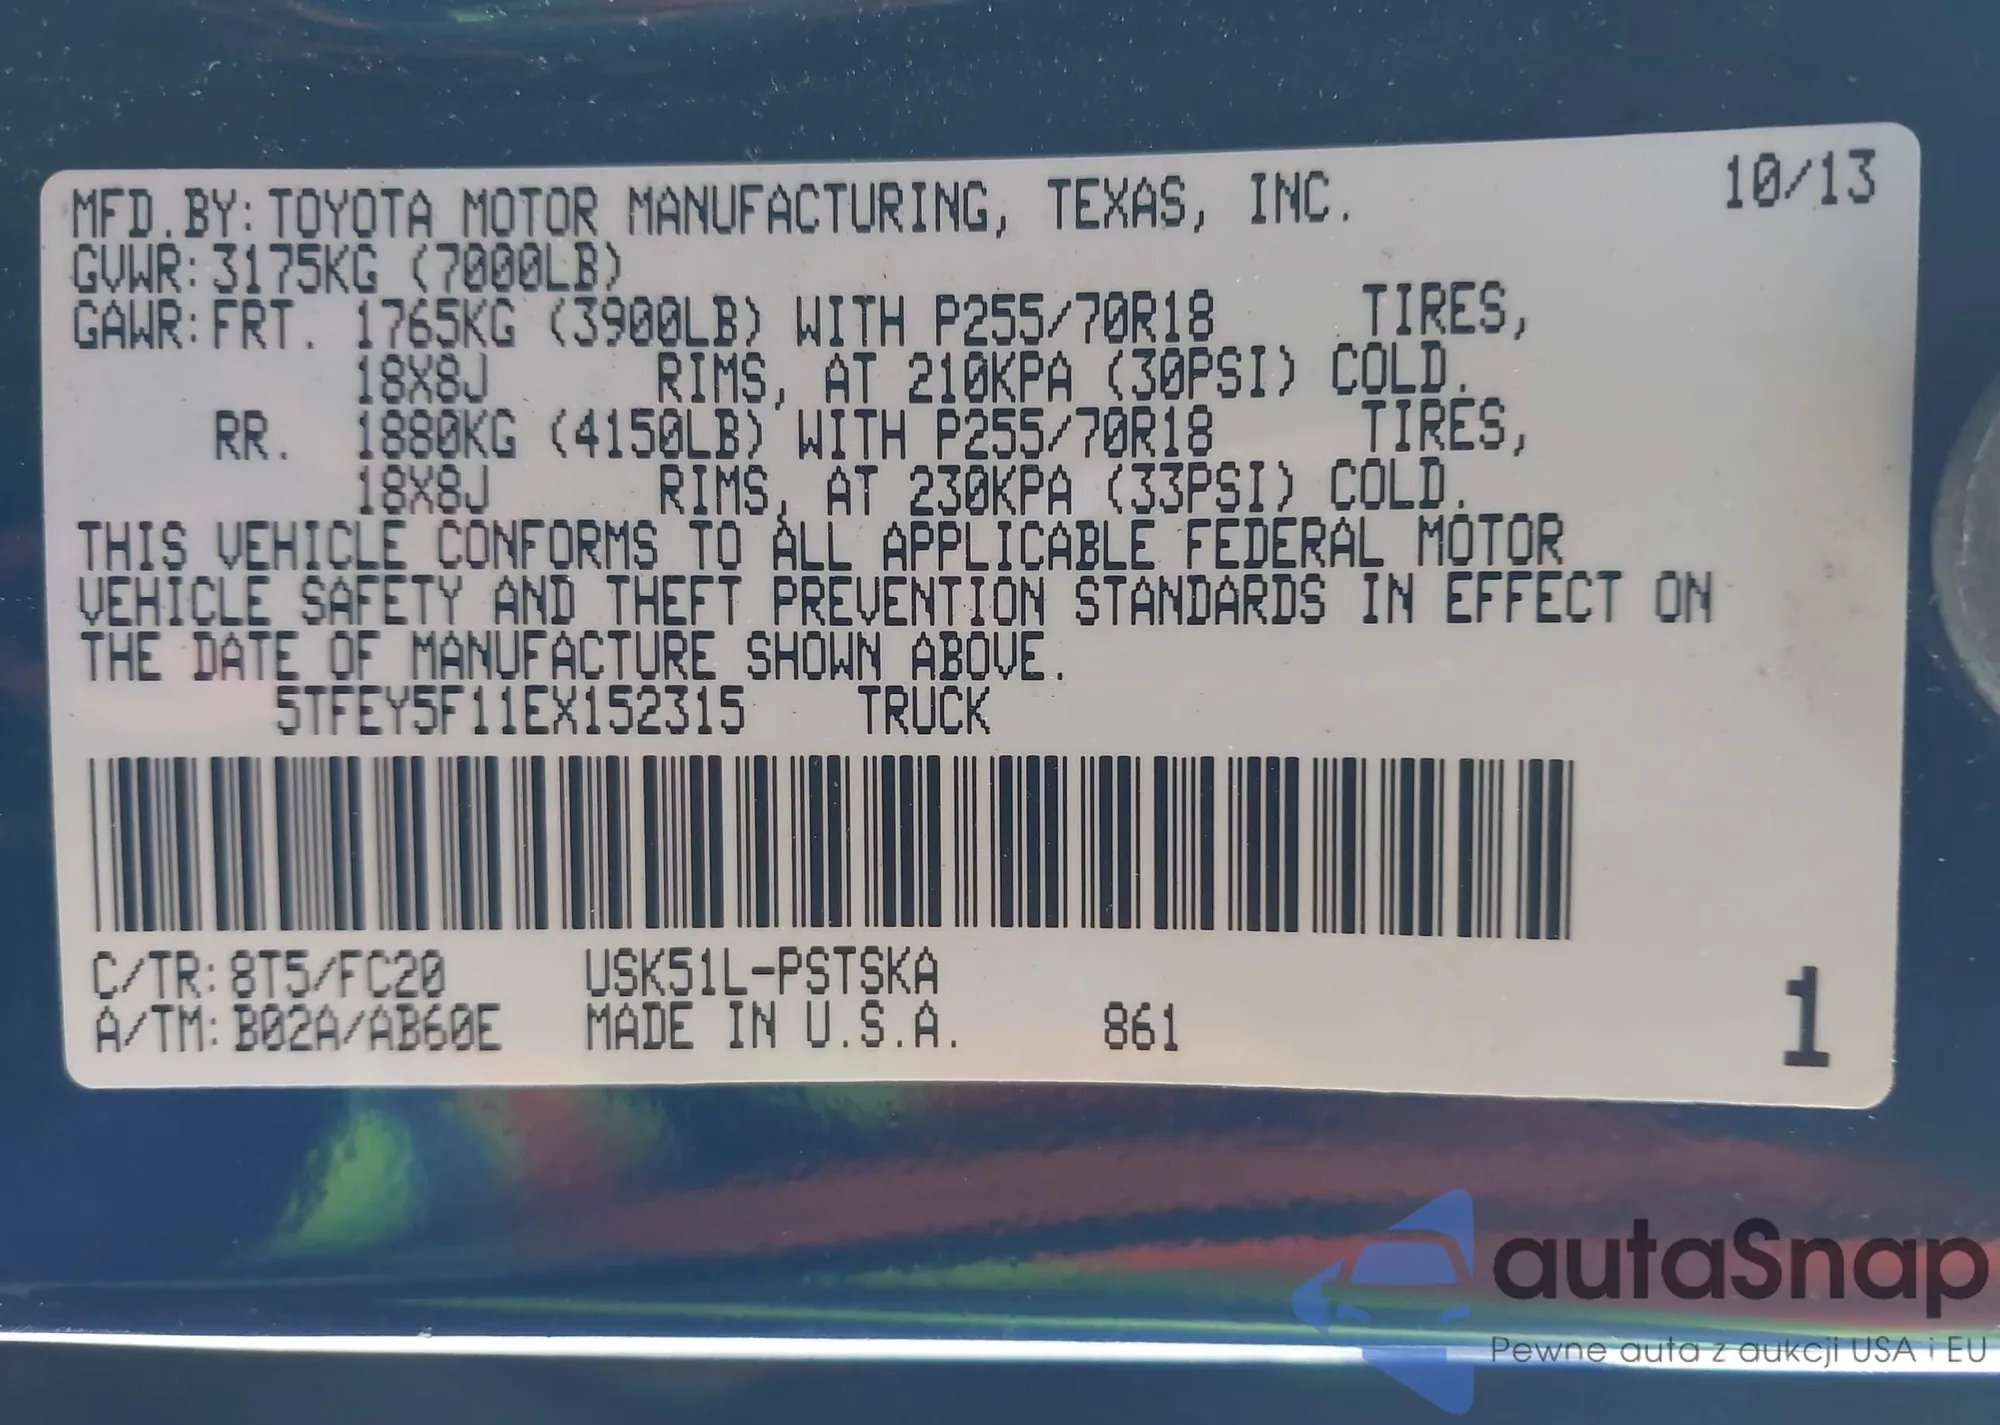 10/13
MFD.BY: TOYOTA MOTOR MANUFACTURING, TEXAS, INC.
GVWR: 3175KG (7000LB)
GAWR: FRT. 1765KG (3900LB) WITH P255/70R18 TIRES,
18X8J RIMS, AT 210KPA (30PSI) COLD.
RR. 1880KG (4150LB) WITH P255/70R18 TIRES,
18X8J RIMS, AT 230KPA (33PSI) COLD.
THIS VEHICLE CONFORMS TO ALL APPLICABLE FEDERAL MOTOR
VEHICLE SAFETY AND THEFT PREVENTION STANDARDS IN EFFECT ON
THE DATE OF MANUFACTURE SHOWN ABOVE.
5TFEY5F11EX152315 TRUCK
C/TR: 8T5/FC20 USK51L-PSTSKA
A/TM: B02A/AB60E MADE IN U.S.A. 861
1
autaSnap
Pewne auta z aukcji USA i EU